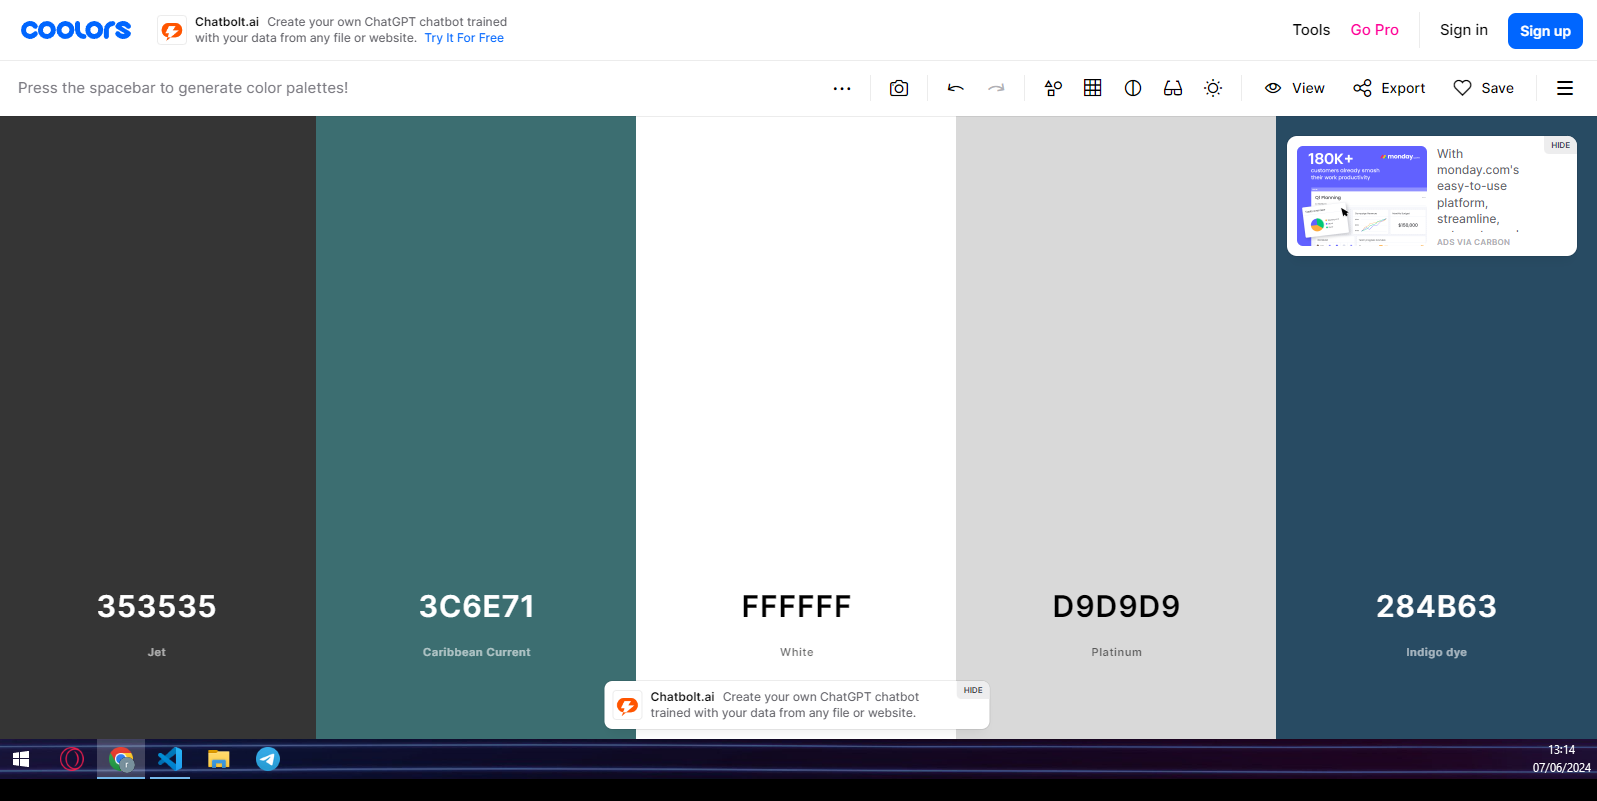 coolors
Chatbolt.ai Create your own ChatGPT chatbot trained
with your data from any file or website. Try It For Free
Tools Go Pro Sign in Sign up
Press the spacebar to generate color palettes!
View Export Save
HIDE
180K+ monday.com
customers already smash
their work productivity
Q1 Planning
$150,000
With
monday.com's
easy-to-use
platform,
streamline,
ADS VIA CARBON
353535 3C6E71 FFFFFF D9D9D9 284B63
Jet Caribbean Current White Platinum Indigo dye
HIDE
Chatbolt.ai Create your own ChatGPT chatbot
trained with your data from any file or website.
r
13:14
07/06/2024